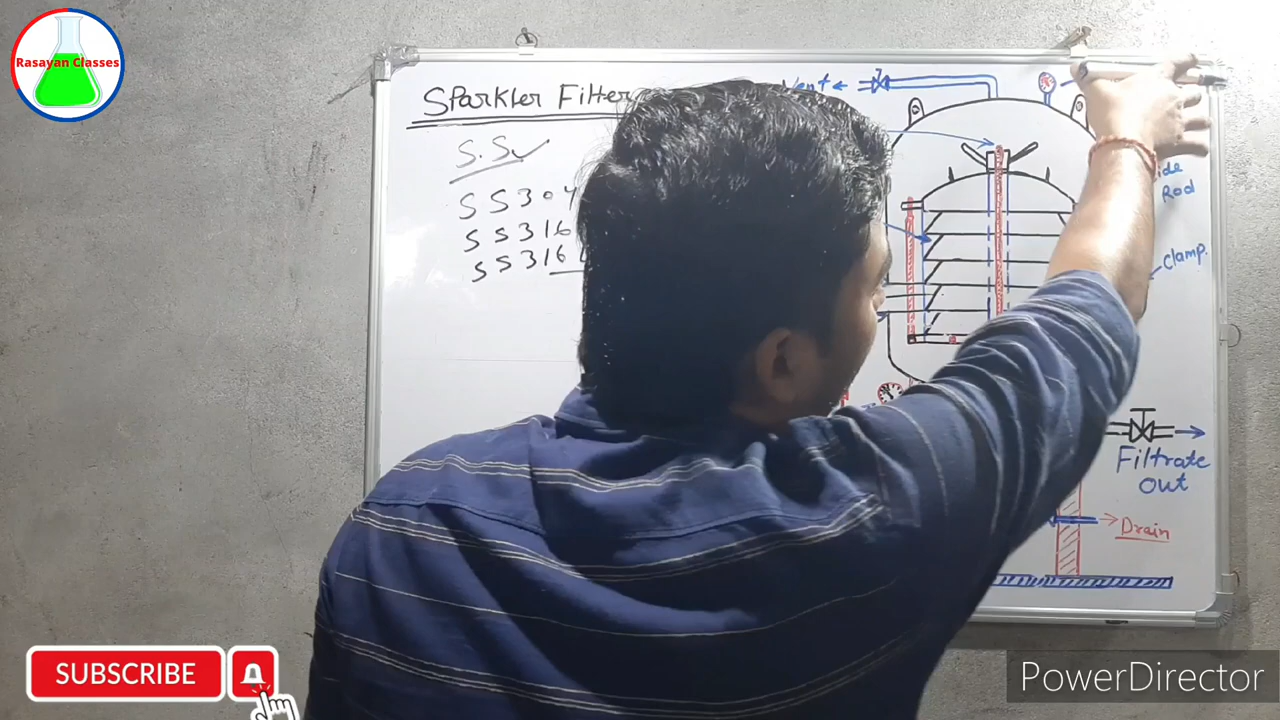 Rasayan Classes
Sparkler Filter
Vent
S.S
SS304
SS316
SS316
Rod
Clamp.
Filtrate
Out
Drain
SUBSCRIBE
PowerDirector